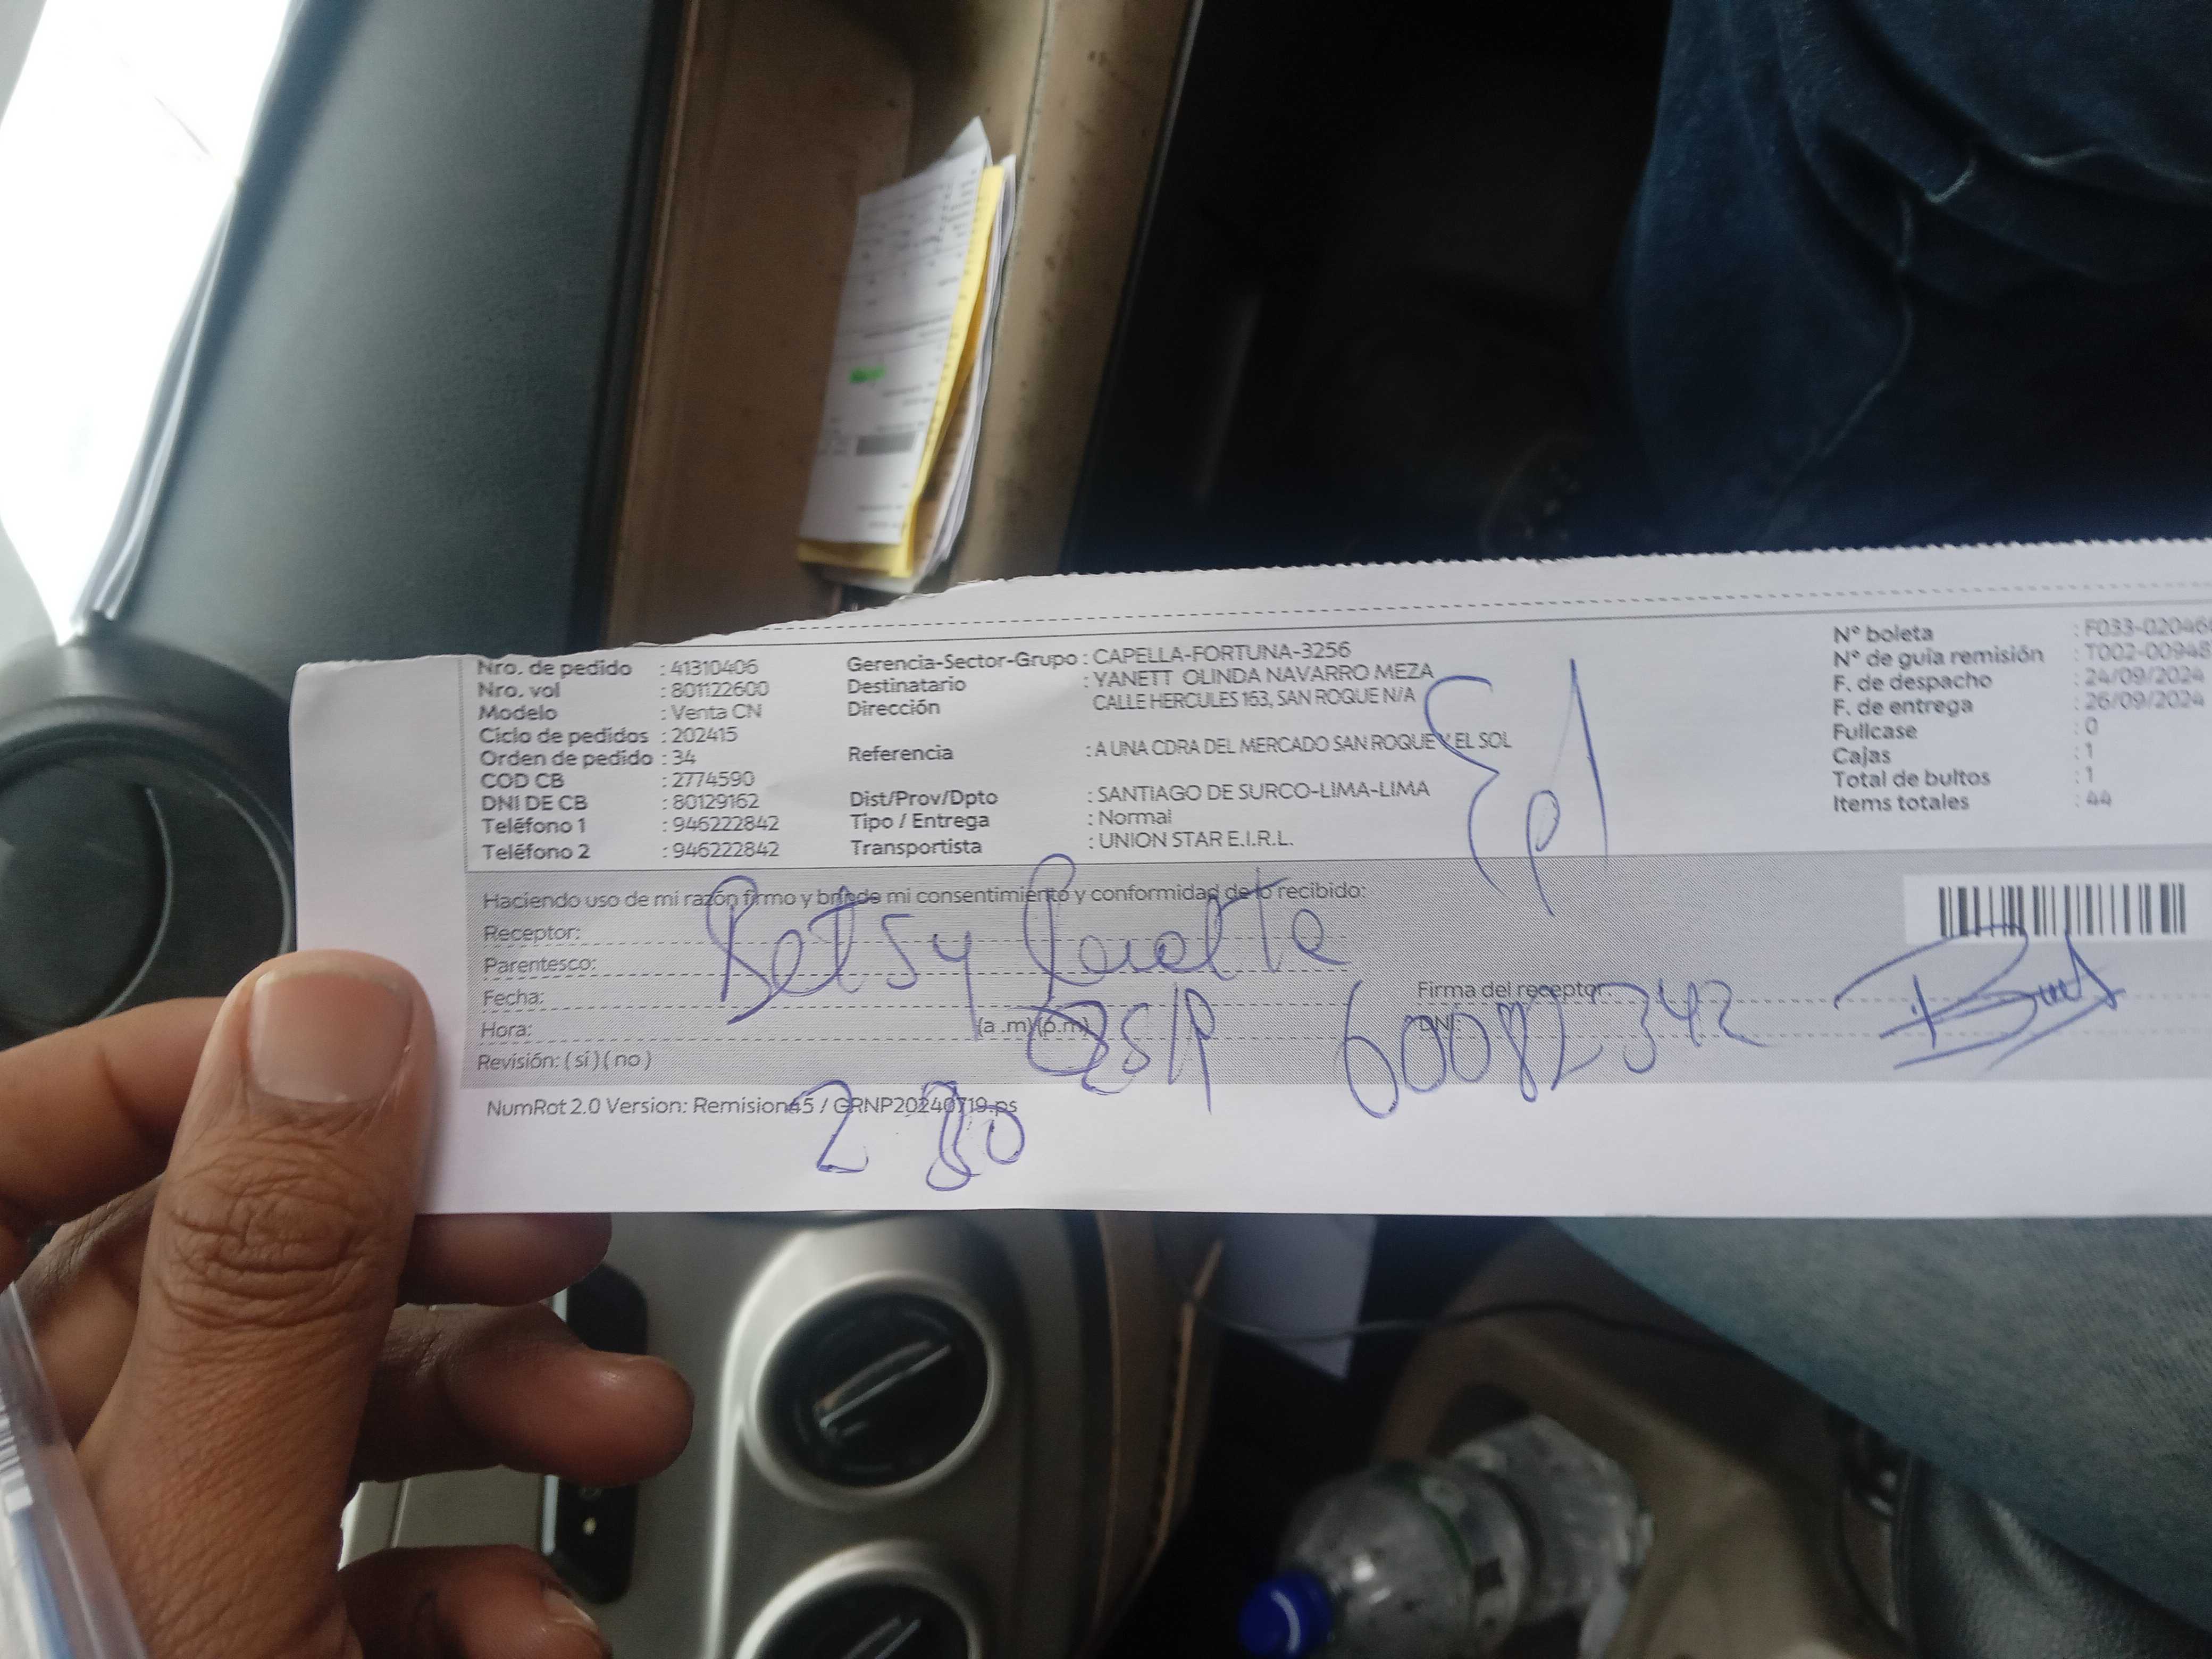 Nro. de pedido : 41310406
Nro. vol : 801122600
Modelo : Venta CN
Ciclo de pedidos : 202415
Orden de pedido : 34
COD CB : 2774590
DNI DE CB : 80129162
Teléfono 1 : 946222842
Teléfono 2 : 946222842
Gerencia-Sector-Grupo : CAPELLA-FORTUNA-3256
Destinatario : YANETT OLINDA NAVARRO MEZA
Dirección CALLE HERCULES 163, SAN ROQUE N/A
Referencia : A UNA CDRA DEL MERCADO SAN ROQUE Y EL SOL
Dist/Prov/Dpto : SANTIAGO DE SURCO-LIMA-LIMA
Tipo / Entrega : Normal
Transportista : UNION STAR E.I.R.L.
N° boleta : F033-02046
N° de guía remisión : T002-00948
F. de despacho : 24/09/2024
F. de entrega : 26/09/2024
Fullcase : 0
Cajas : 1
Total de bultos : 1
Items totales : 44
Haciendo uso de mi razón firmo y brindo mi consentimiento y conformidad de lo recibido:
Receptor: Betsy
Parentesco:
Fecha:
Firma del receptor:
Hora: (a .m)(p.m)
DNI: 60082342
Revisión: ( si ) ( no )
NumRot 2.0 Version: Remision45 / GRNP20240719.ps